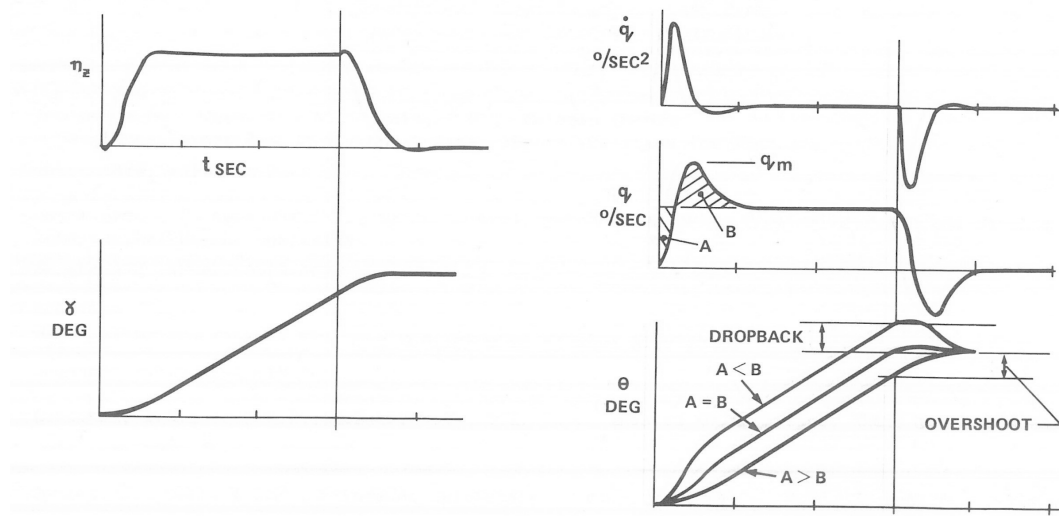 ηz
t SEC
γ
DEG
q̇
o/SEC2
qm
q
o/SEC
B
A
DROPBACK
A < B
θ
DEG
A = B
OVERSHOOT
A > B